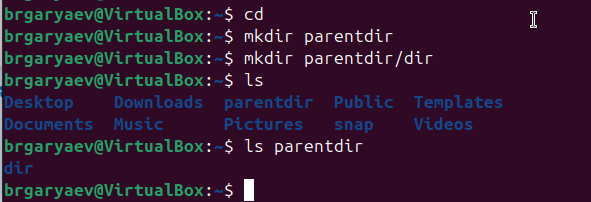 brgaryaev@VirtualBox:~$ cd
brgaryaev@VirtualBox:~$ mkdir parentdir
brgaryaev@VirtualBox:~$ mkdir parentdir/dir
brgaryaev@VirtualBox:~$ ls
Desktop    Downloads  parentdir  Public  Templates
Documents  Music      Pictures   snap    Videos
brgaryaev@VirtualBox:~$ ls parentdir
dir
brgaryaev@VirtualBox:~$